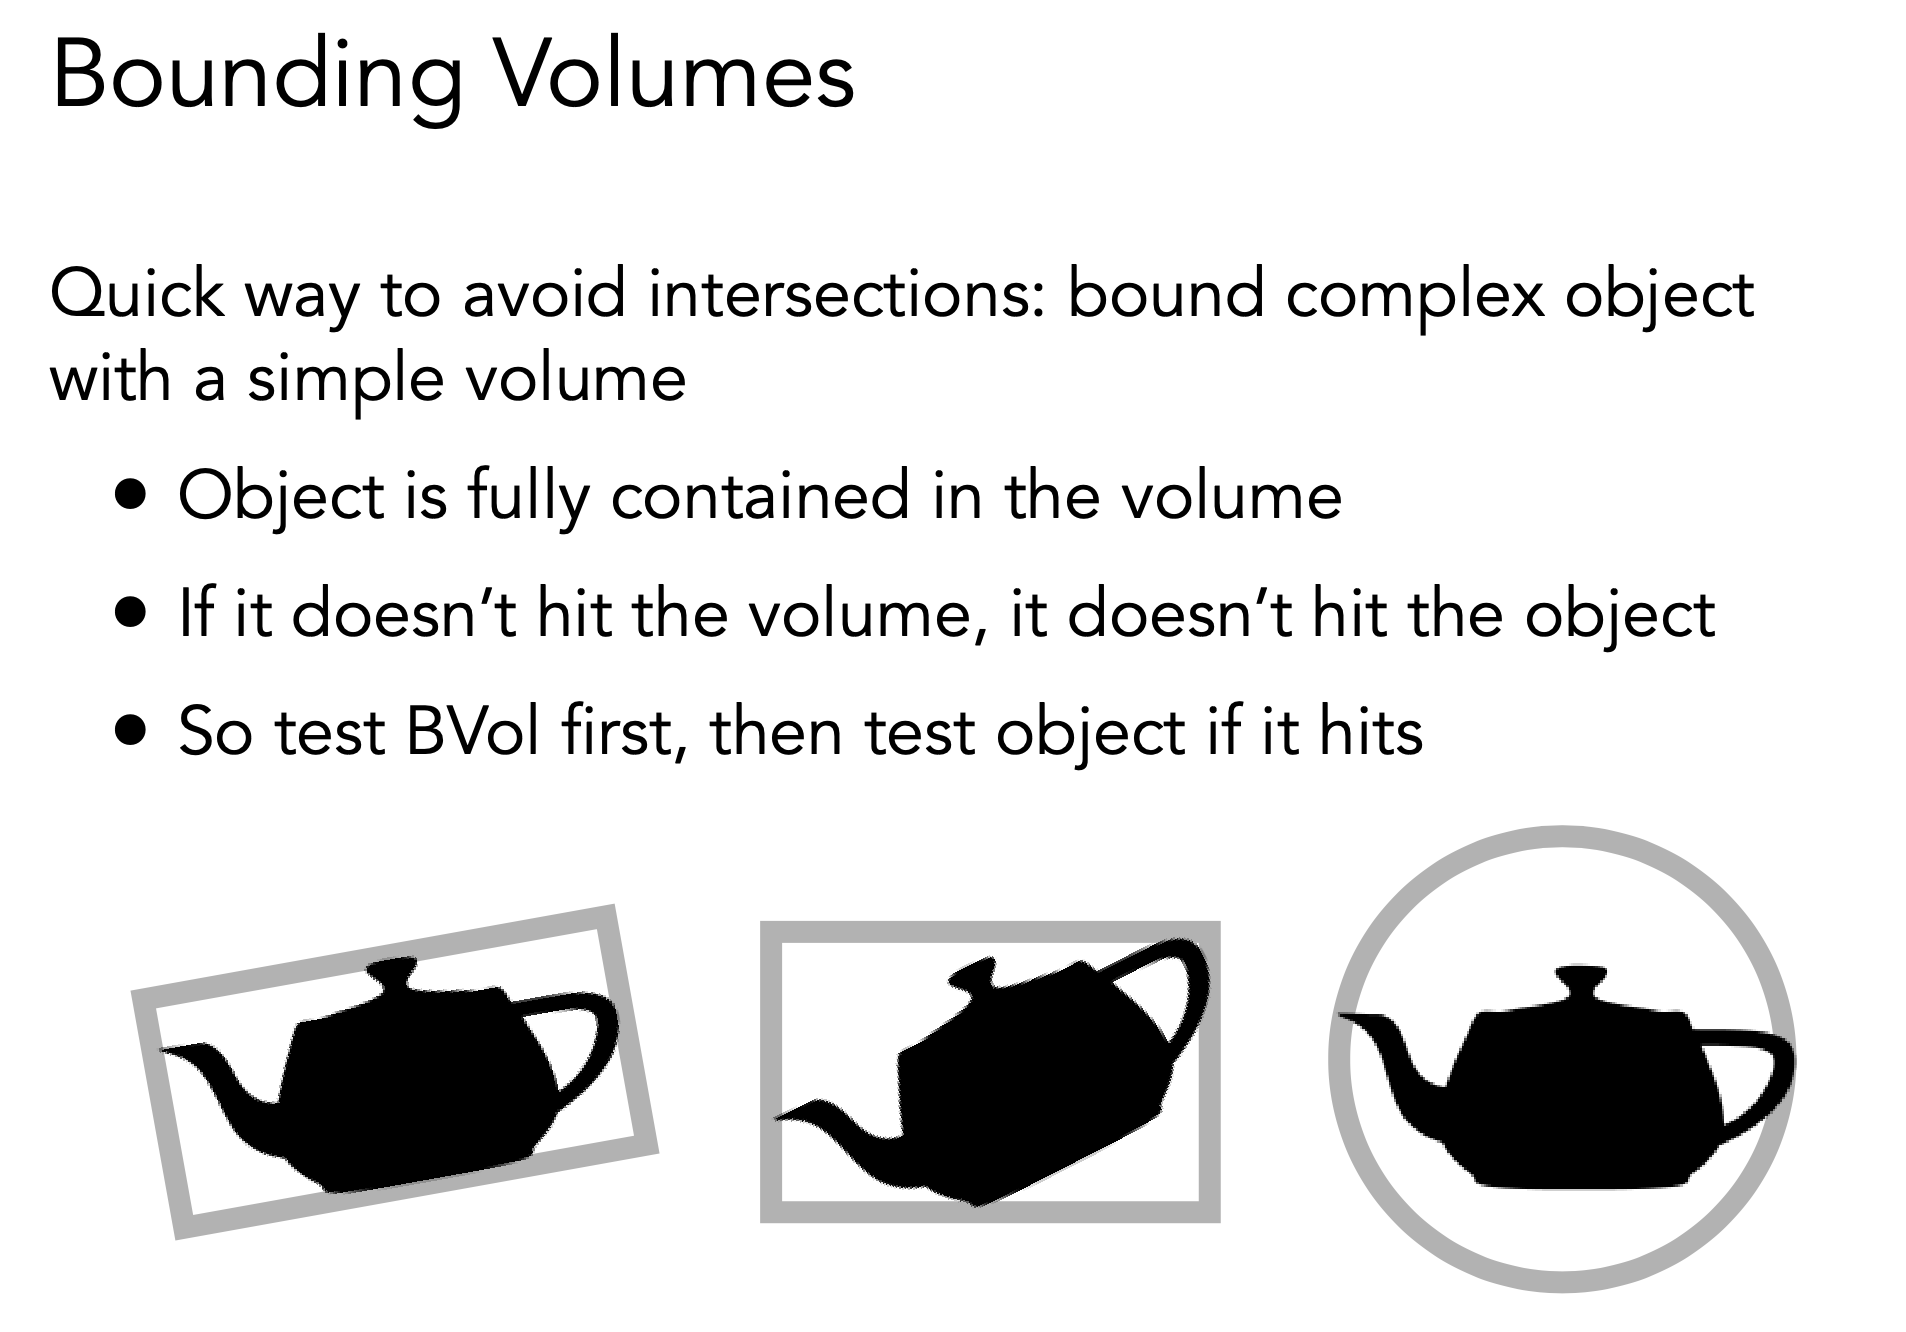 Bounding Volumes
Quick way to avoid intersections: bound complex object
with a simple volume
• Object is fully contained in the volume
• If it doesn’t hit the volume, it doesn’t hit the object
• So test BVol first, then test object if it hits